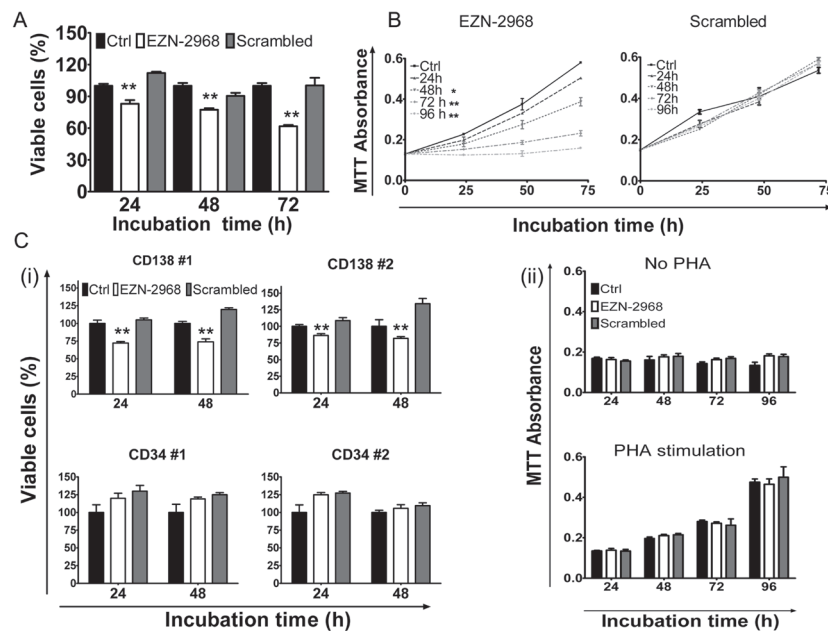 A
Ctrl EZN-2968 Scrambled
Viable cells (%)
150
120
90
60
30
0
**
**
**
24 48 72
Incubation time (h)
B
EZN-2968
Scrambled
MTT Absorbance
0.6
0.4
0.2
0.0
Ctrl
24h
48h *
72 h **
96 h **
0 25 50 75
0.6
0.4
0.2
0.0
Ctrl
24h
48h
72h
96h
0 25 50 75
Incubation time (h)
C
(i)
CD138 #1
Ctrl EZN-2968 Scrambled
150
125
100
75
50
25
0
**
**
24 48
CD138 #2
150
125
100
75
50
25
0
**
**
24 48
Viable cells (%)
CD34 #1
150
125
100
75
50
25
0
24 48
CD34 #2
150
125
100
75
50
25
0
24 48
Incubation time (h)
(ii)
No PHA
MTT Absorbance
0.6
0.4
0.2
0.0
Ctrl
EZN-2968
Scrambled
24 48 72 96
PHA stimulation
0.6
0.4
0.2
0.0
24 48 72 96
Incubation time (h)